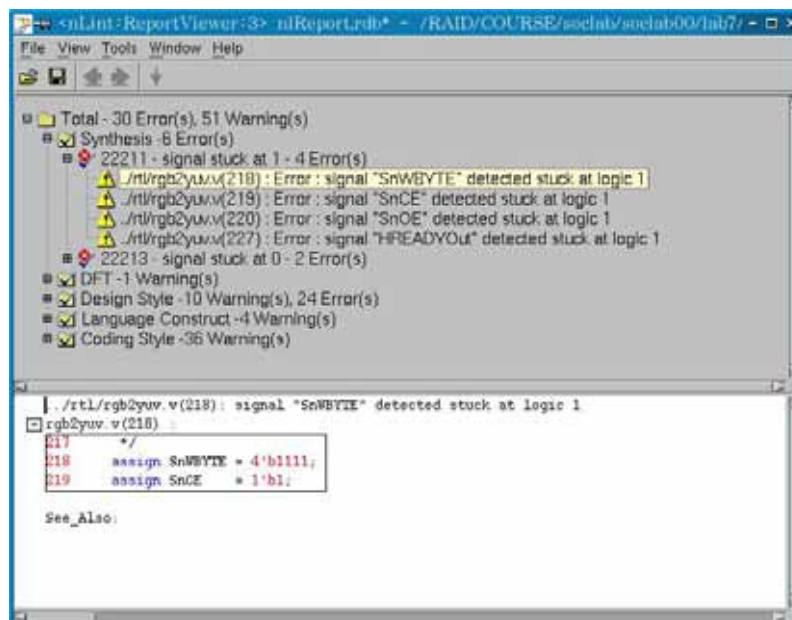 <nLint:ReportViewer:3> nlReport.rdb* - /RAID/COURSE/soclab/soclab00/lab7/
File View Tools Window Help
Total - 30 Error(s), 51 Warning(s)
Synthesis -6 Error(s)
22211 - signal stuck at 1 - 4 Error(s)
../rtl/rgb2yuv.v(218) : Error : signal "SnWBYTE" detected stuck at logic 1
../rtl/rgb2yuv.v(219) : Error : signal "SnCE" detected stuck at logic 1
../rtl/rgb2yuv.v(220) : Error : signal "SnOE" detected stuck at logic 1
../rtl/rgb2yuv.v(227) : Error : signal "HREADYOut" detected stuck at logic 1
22213 - signal stuck at 0 - 2 Error(s)
DFT -1 Warning(s)
Design Style -10 Warning(s), 24 Error(s)
Language Construct -4 Warning(s)
Coding Style -36 Warning(s)
../rtl/rgb2yuv.v(218): signal "SnWBYTE" detected stuck at logic 1
rgb2yuv.v(218) :
217 */
218 assign SnWBYTE = 4'b1111;
219 assign SnCE = 1'b1;
See_Also: